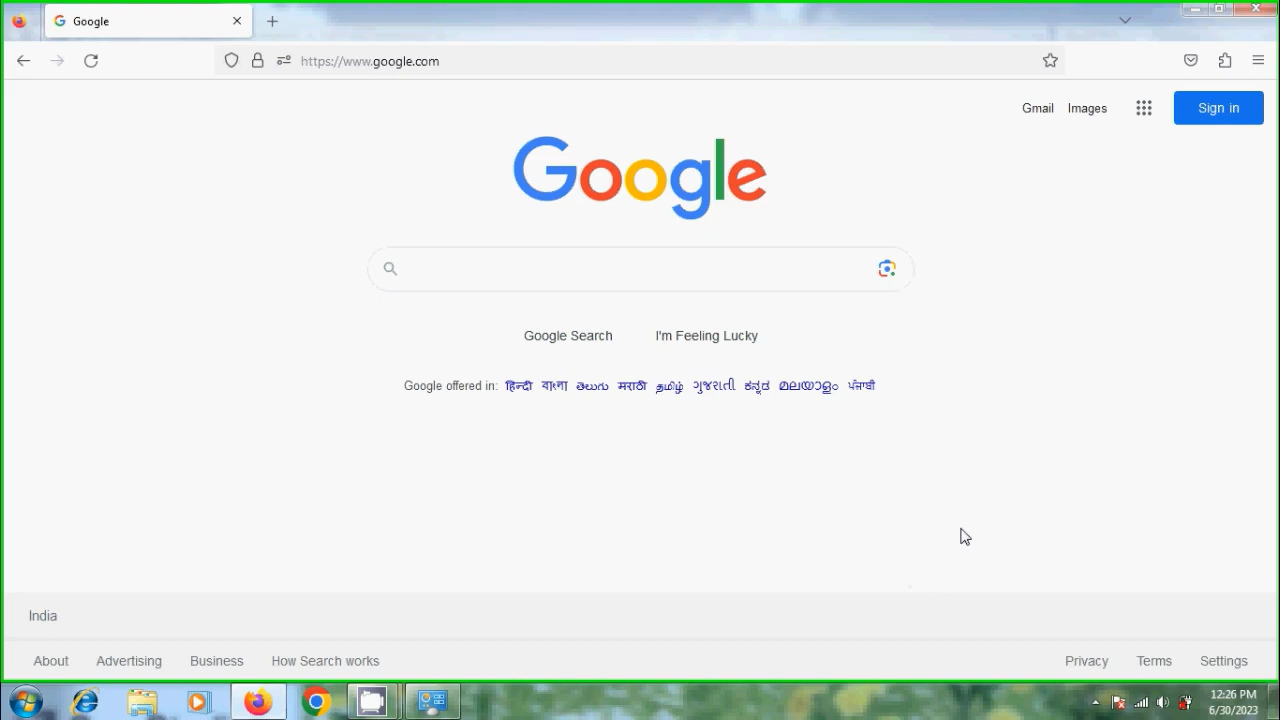 Google
https://www.google.com
Gmail Images Sign in
Google
Google Search I'm Feeling Lucky
Google offered in: हिन्दी বাংলা తెలుగు मराठी தமிழ் ગુજરાતી ಕನ್ನಡ മലയാളം ਪੰਜਾਬੀ
India
About Advertising Business How Search works Privacy Terms Settings
12:26 PM
6/30/2023